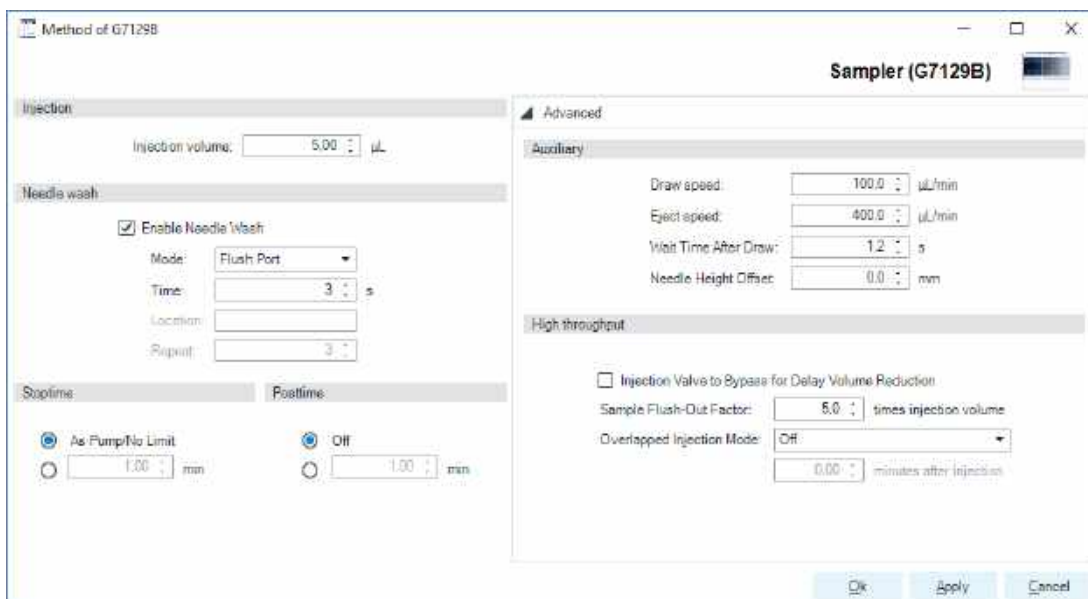 Method of G7129B
Sampler (G7129B)
Injection
Injection volume: 5.00 µL
Needle wash
Enable Needle Wash
Mode: Flush Port
Time: 3 s
Location:
Repeat: 3
Stoptime
Posttime
As Pump/No Limit
Off
1.00 min
1.00 min
Advanced
Auxiliary
Draw speed: 100.0 µL/min
Eject speed: 400.0 µL/min
Wait Time After Draw: 1.2 s
Needle Height Offset: 0.0 mm
High throughput
Injection Valve to Bypass for Delay Volume Reduction
Sample Flush-Out Factor: 5.0 times injection volume
Overlapped Injection Mode: Off
0.00 minutes after injection
Ok
Apply
Cancel